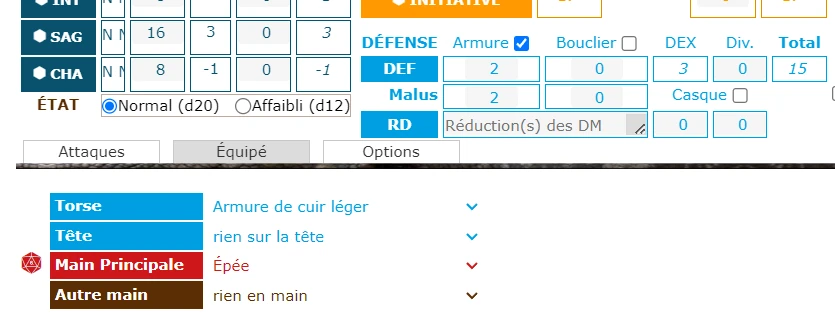 INT
INITIATIVE
SAG N N 16 3 0 3
DÉFENSE Armure Bouclier DEX Div. Total
CHA N N 8 -1 0 -1
DEF 2 0 3 0 15
ÉTAT Normal (d20) Affaibli (d12)
Malus 2 0 Casque
RD Réduction(s) des DM 0 0
Attaques Équipé Options
Torse Armure de cuir léger
Tête rien sur la tête
Main Principale Épée
Autre main rien en main